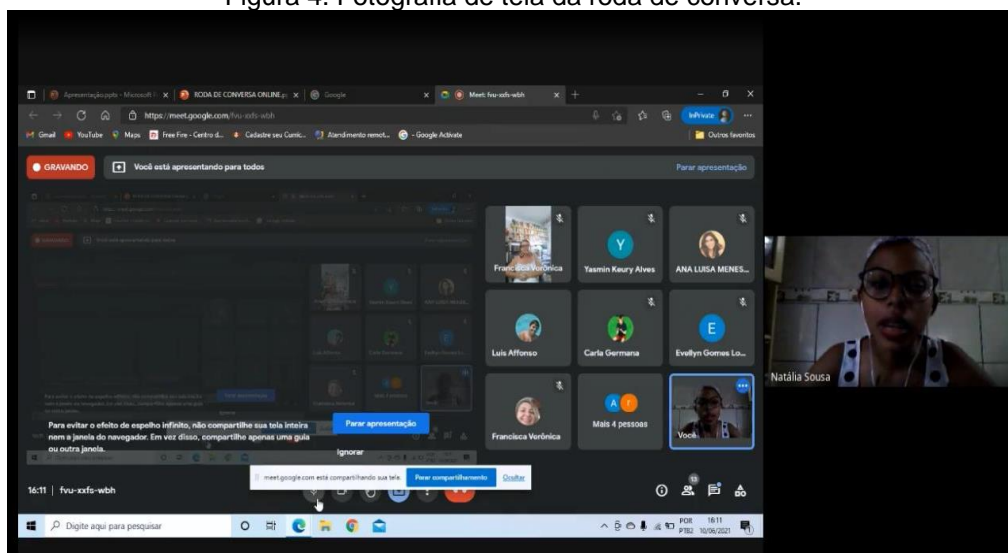 Figura 4. Fotografia de tela da roda de conversa.
Apresentação.pptx - Microsoft
RODA DE CONVERSA ONLINE.p
Google
Meet: fvu-xxfs-wbh
https://meet.google.com/fvu-xxfs-wbh
InPrivate
Gmail
YouTube
Maps
Free Fire - Centro d...
Cadastre seu Curríc...
Atendimento remot...
- Google Activate
Outros favoritos
GRAVANDO
Você está apresentando para todos
Parar apresentação
Francisca Verônica
Yasmin Keury Alves
ANA LUISA MENES...
Luis Affonso
Carla Germana
Evellyn Gomes Lo...
Francisca Verônica
Mais 4 pessoas
Você
Natália Sousa
Para evitar o efeito de espelho infinito, não compartilhe sua tela inteira
nem a janela do navegador. Em vez disso, compartilhe apenas uma guia
ou outra janela.
Parar apresentação
Ignorar
meet.google.com está compartilhando sua tela.
Parar compartilhamento
Ocultar
16:11 | fvu-xxfs-wbh
Digite aqui para pesquisar
POR
PTB2
16:11
10/06/2021